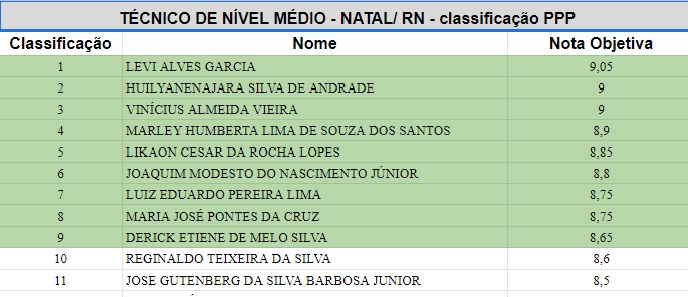 TÉCNICO DE NÍVEL MÉDIO - NATAL/ RN - classificação PPP
Classificação Nome Nota Objetiva
1 LEVI ALVES GARCIA 9,05
2 HUILYANENAJARA SILVA DE ANDRADE 9
3 VINÍCIUS ALMEIDA VIEIRA 9
4 MARLEY HUMBERTA LIMA DE SOUZA DOS SANTOS 8,9
5 LIKAON CESAR DA ROCHA LOPES 8,85
6 JOAQUIM MODESTO DO NASCIMENTO JÚNIOR 8,8
7 LUIZ EDUARDO PEREIRA LIMA 8,75
8 MARIA JOSÉ PONTES DA CRUZ 8,75
9 DERICK ETIENE DE MELO SILVA 8,65
10 REGINALDO TEIXEIRA DA SILVA 8,6
11 JOSE GUTENBERG DA SILVA BARBOSA JUNIOR 8,5